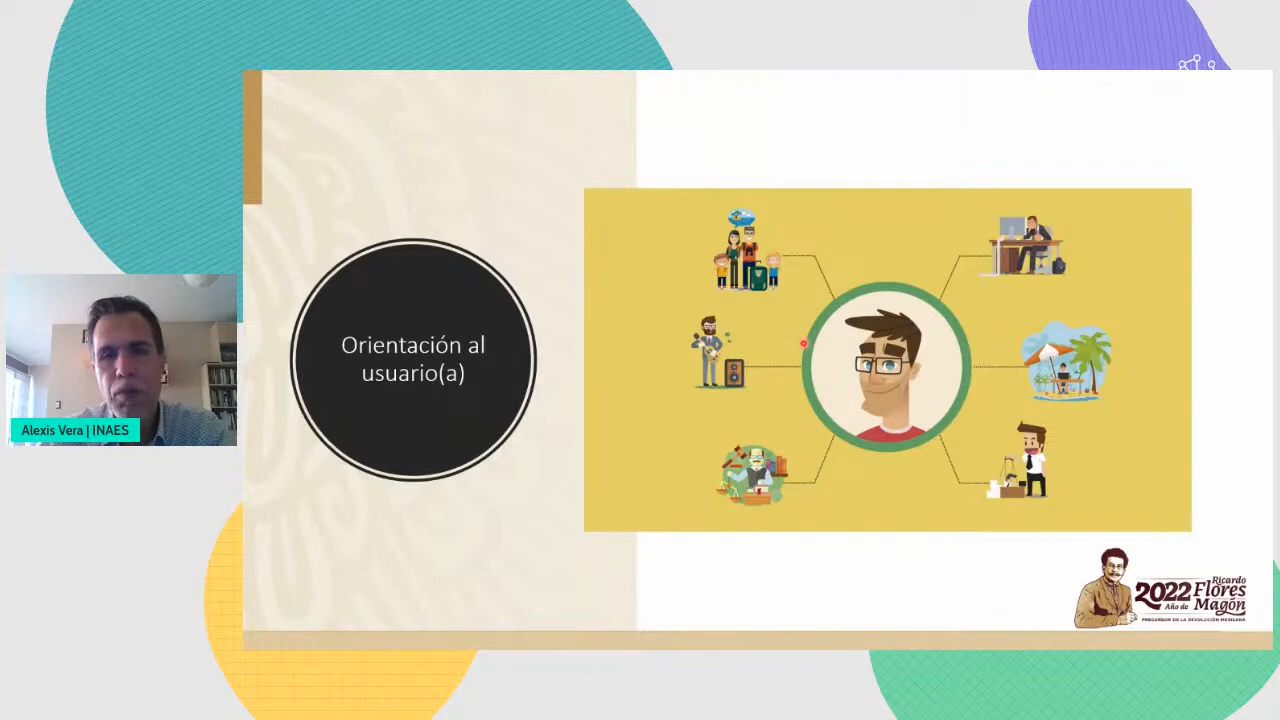 Orientación al
usuario(a)
Alexis Vera | INAES
2022 Ricardo
Año de Flores
Magón
PRECURSOR DE LA REVOLUCIÓN MEXICANA